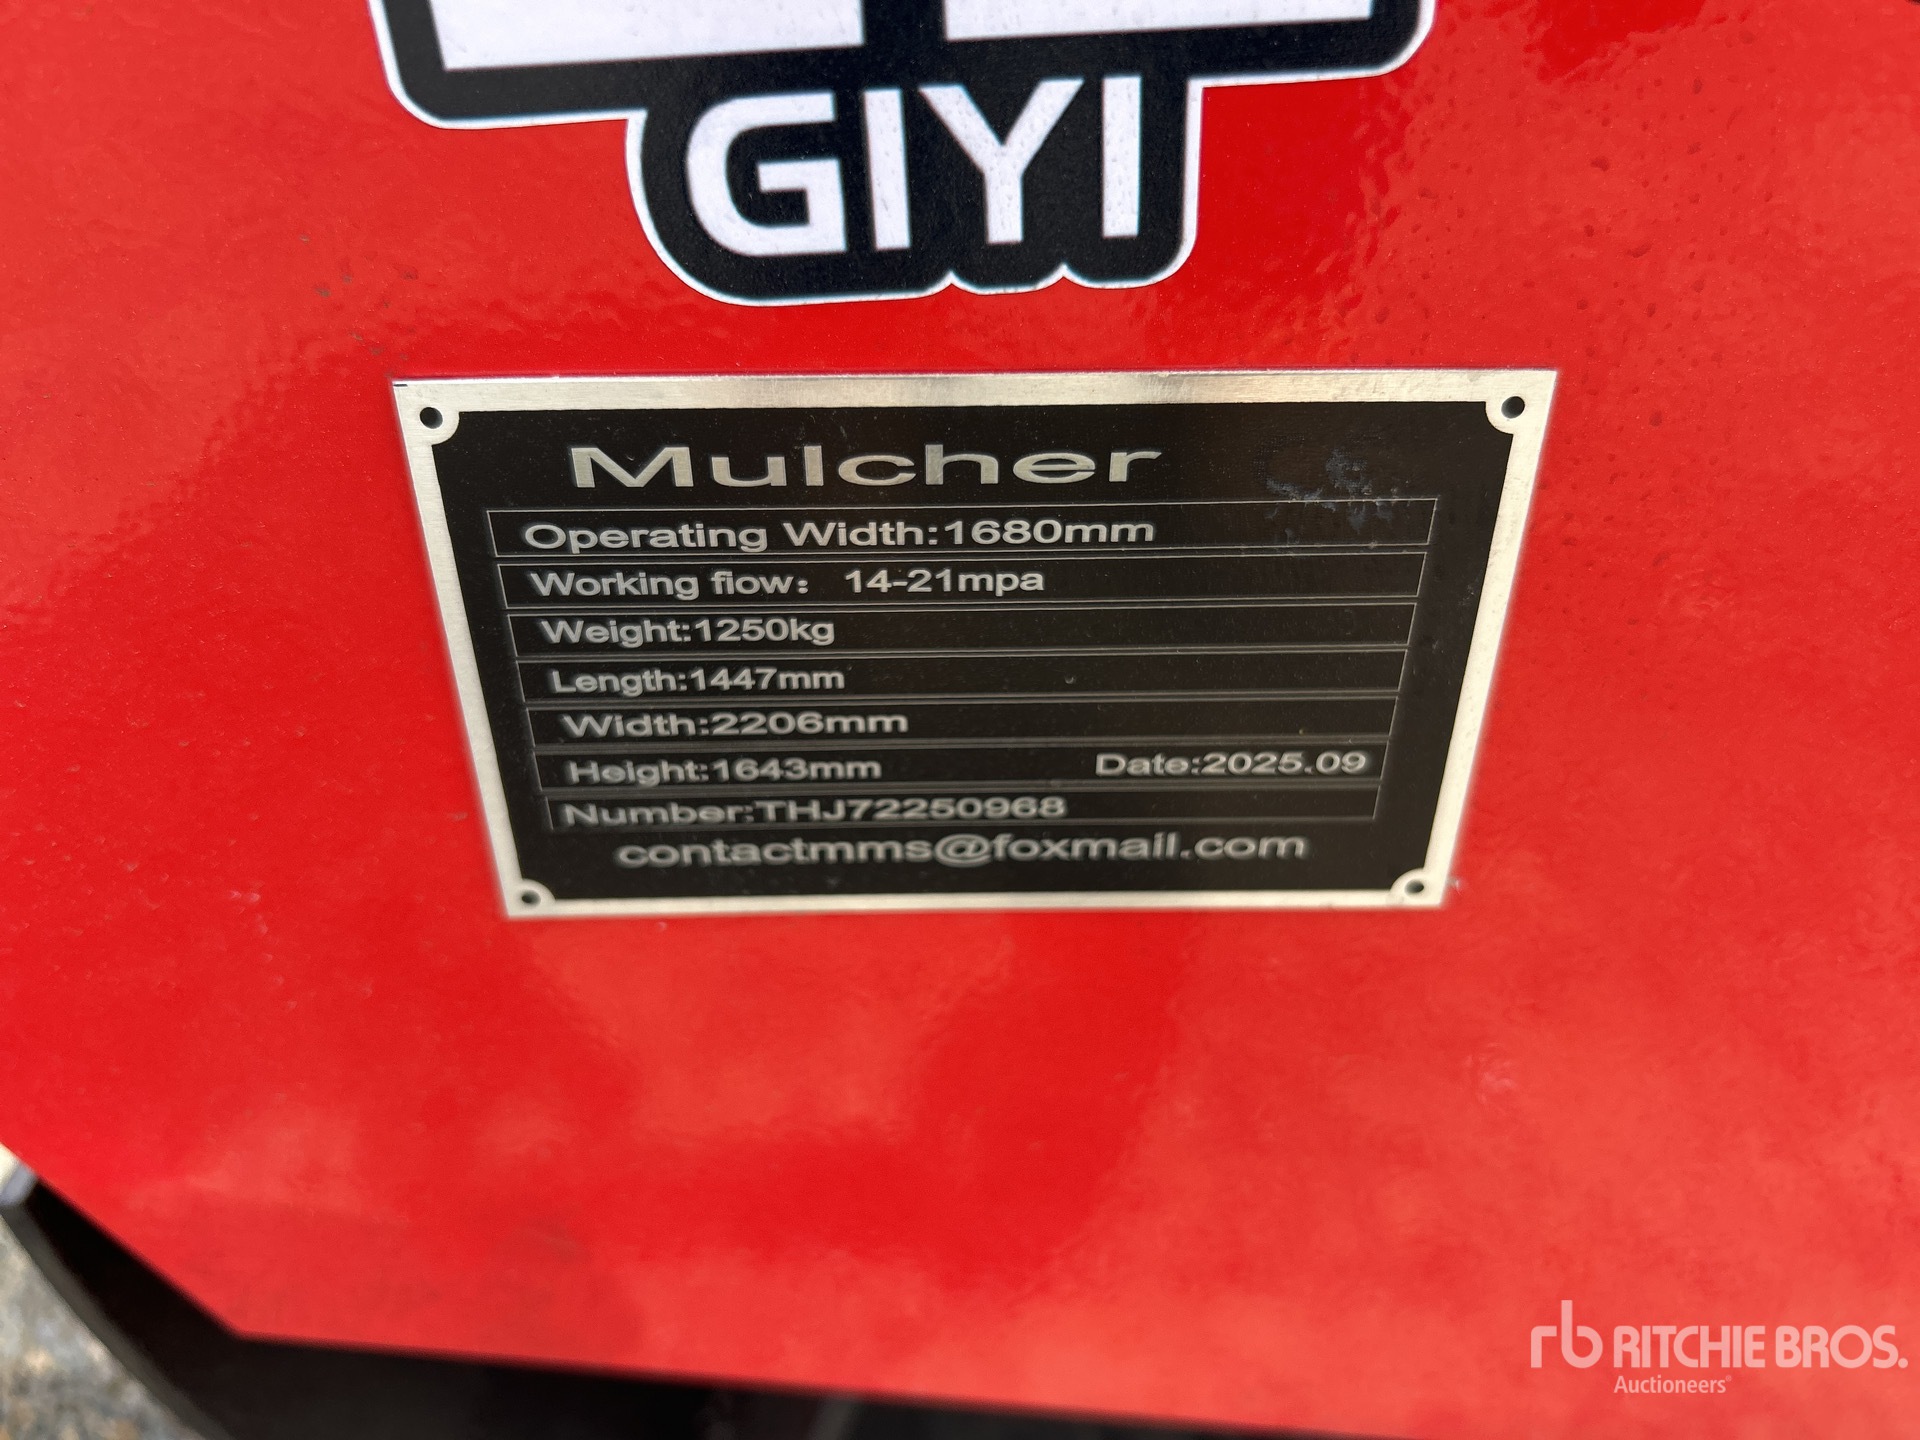 GIYI
Mulcher
Operating Width:1680mm
Working flow: 14-21mpa
Weight:1250kg
Length:1447mm
Width:2206mm
Height:1643mm Date:2025.09
Number:THJ72250968
contactmms@foxmail.com
rb RITCHIE BROS.
Auctioneers